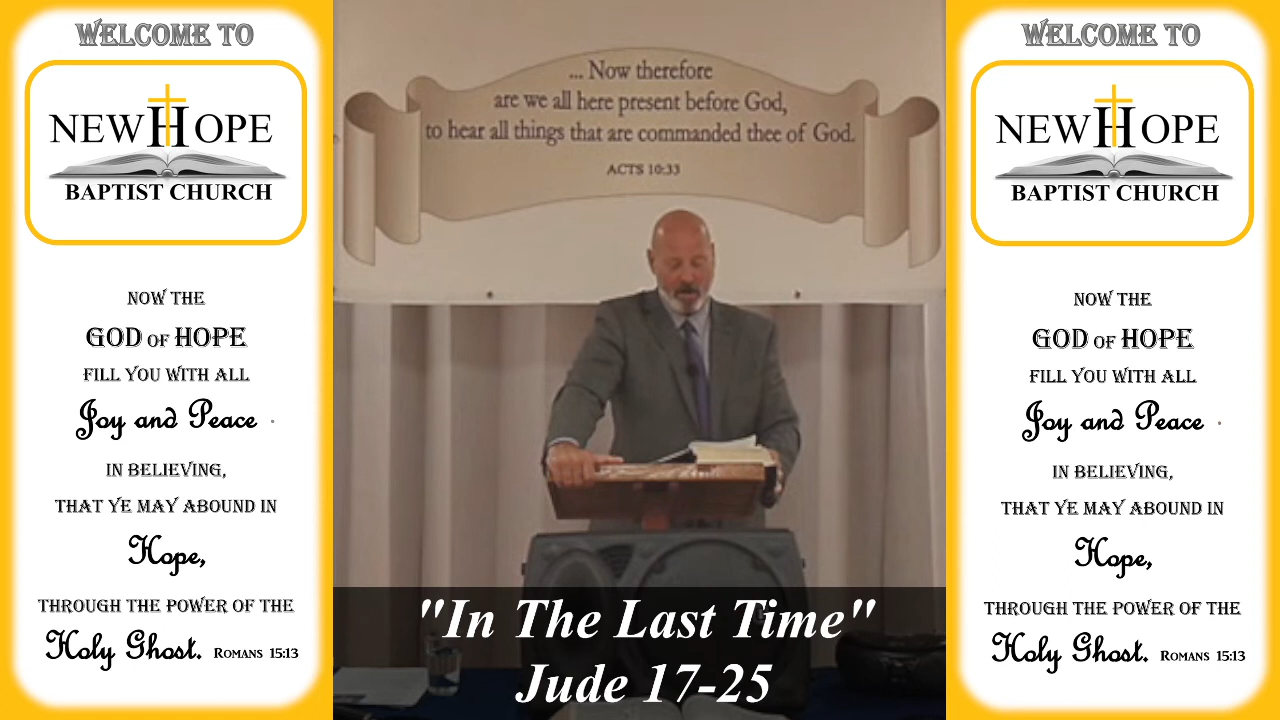 WELCOME TO
NEW HOPE
BAPTIST CHURCH
NOW THE
GOD OF HOPE
FILL YOU WITH ALL
Joy and Peace
IN BELIEVING,
THAT YE MAY ABOUND IN
Hope,
THROUGH THE POWER OF THE
Holy Ghost. ROMANS 15:13
... Now therefore
are we all here present before God,
to hear all things that are commanded thee of God.
ACTS 10:33
"In The Last Time"
Jude 17-25
WELCOME TO
NEW HOPE
BAPTIST CHURCH
NOW THE
GOD OF HOPE
FILL YOU WITH ALL
Joy and Peace
IN BELIEVING,
THAT YE MAY ABOUND IN
Hope,
THROUGH THE POWER OF THE
Holy Ghost. ROMANS 15:13